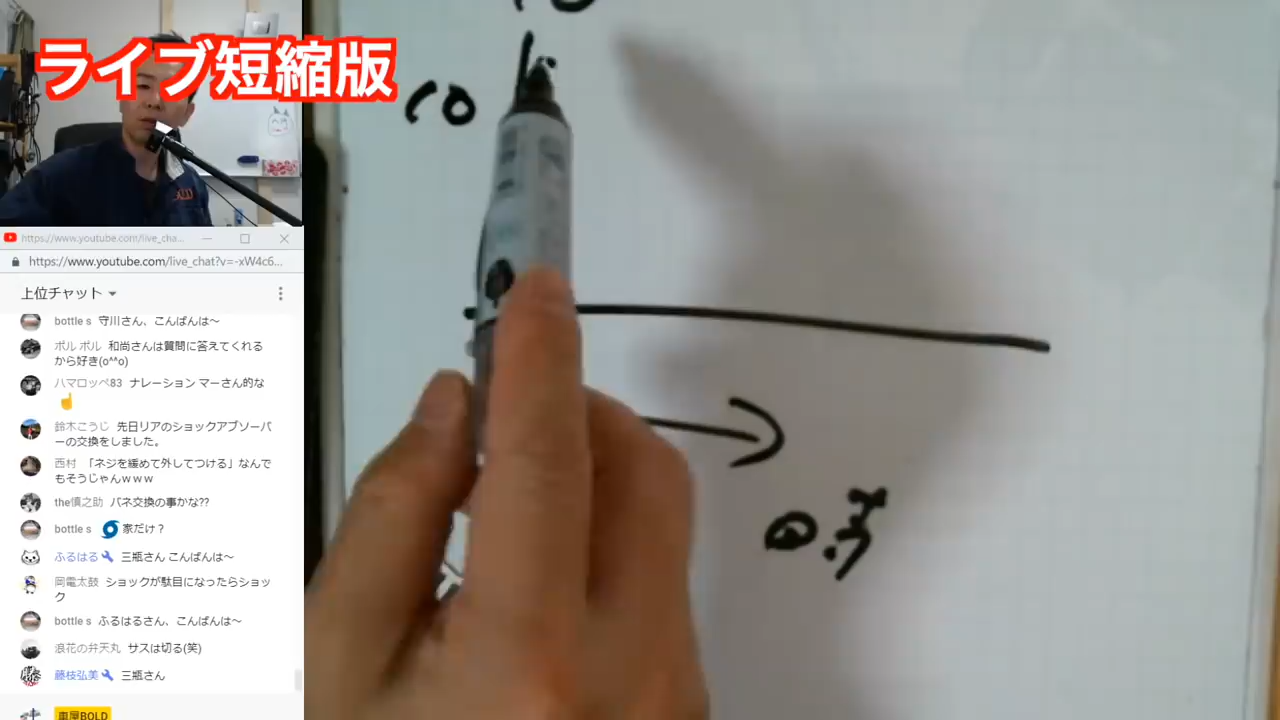 ライブ短縮版
10
https://www.youtube.com/live_cha...
https://www.youtube.com/live_chat?v=-xW4c6...
上位チャット
bottle s 守川さん、こんばんは～
ボル ボル 和尚さんは質問に答えてくれる
から好き(o^^o)
ハマロッペ83 ナレーション マーさん的な
☝
鈴木こうじ 先日リアのショックアブソーバ
ーの交換をしました。
西村 「ネジを緩めて外してつける」なんで
もそうじゃんｗｗｗ
the慎之助 バネ交換の事かな??
bottle s 🌀家だけ？
ふるはる 三瓶さん こんばんは～
岡電太鼓 ショックが駄目になったらショッ
ク
bottle s ふるはるさん、こんばんは～
浪花の弁天丸 サスは切る(笑)
藤枝弘美 三瓶さん
車屋BOLD